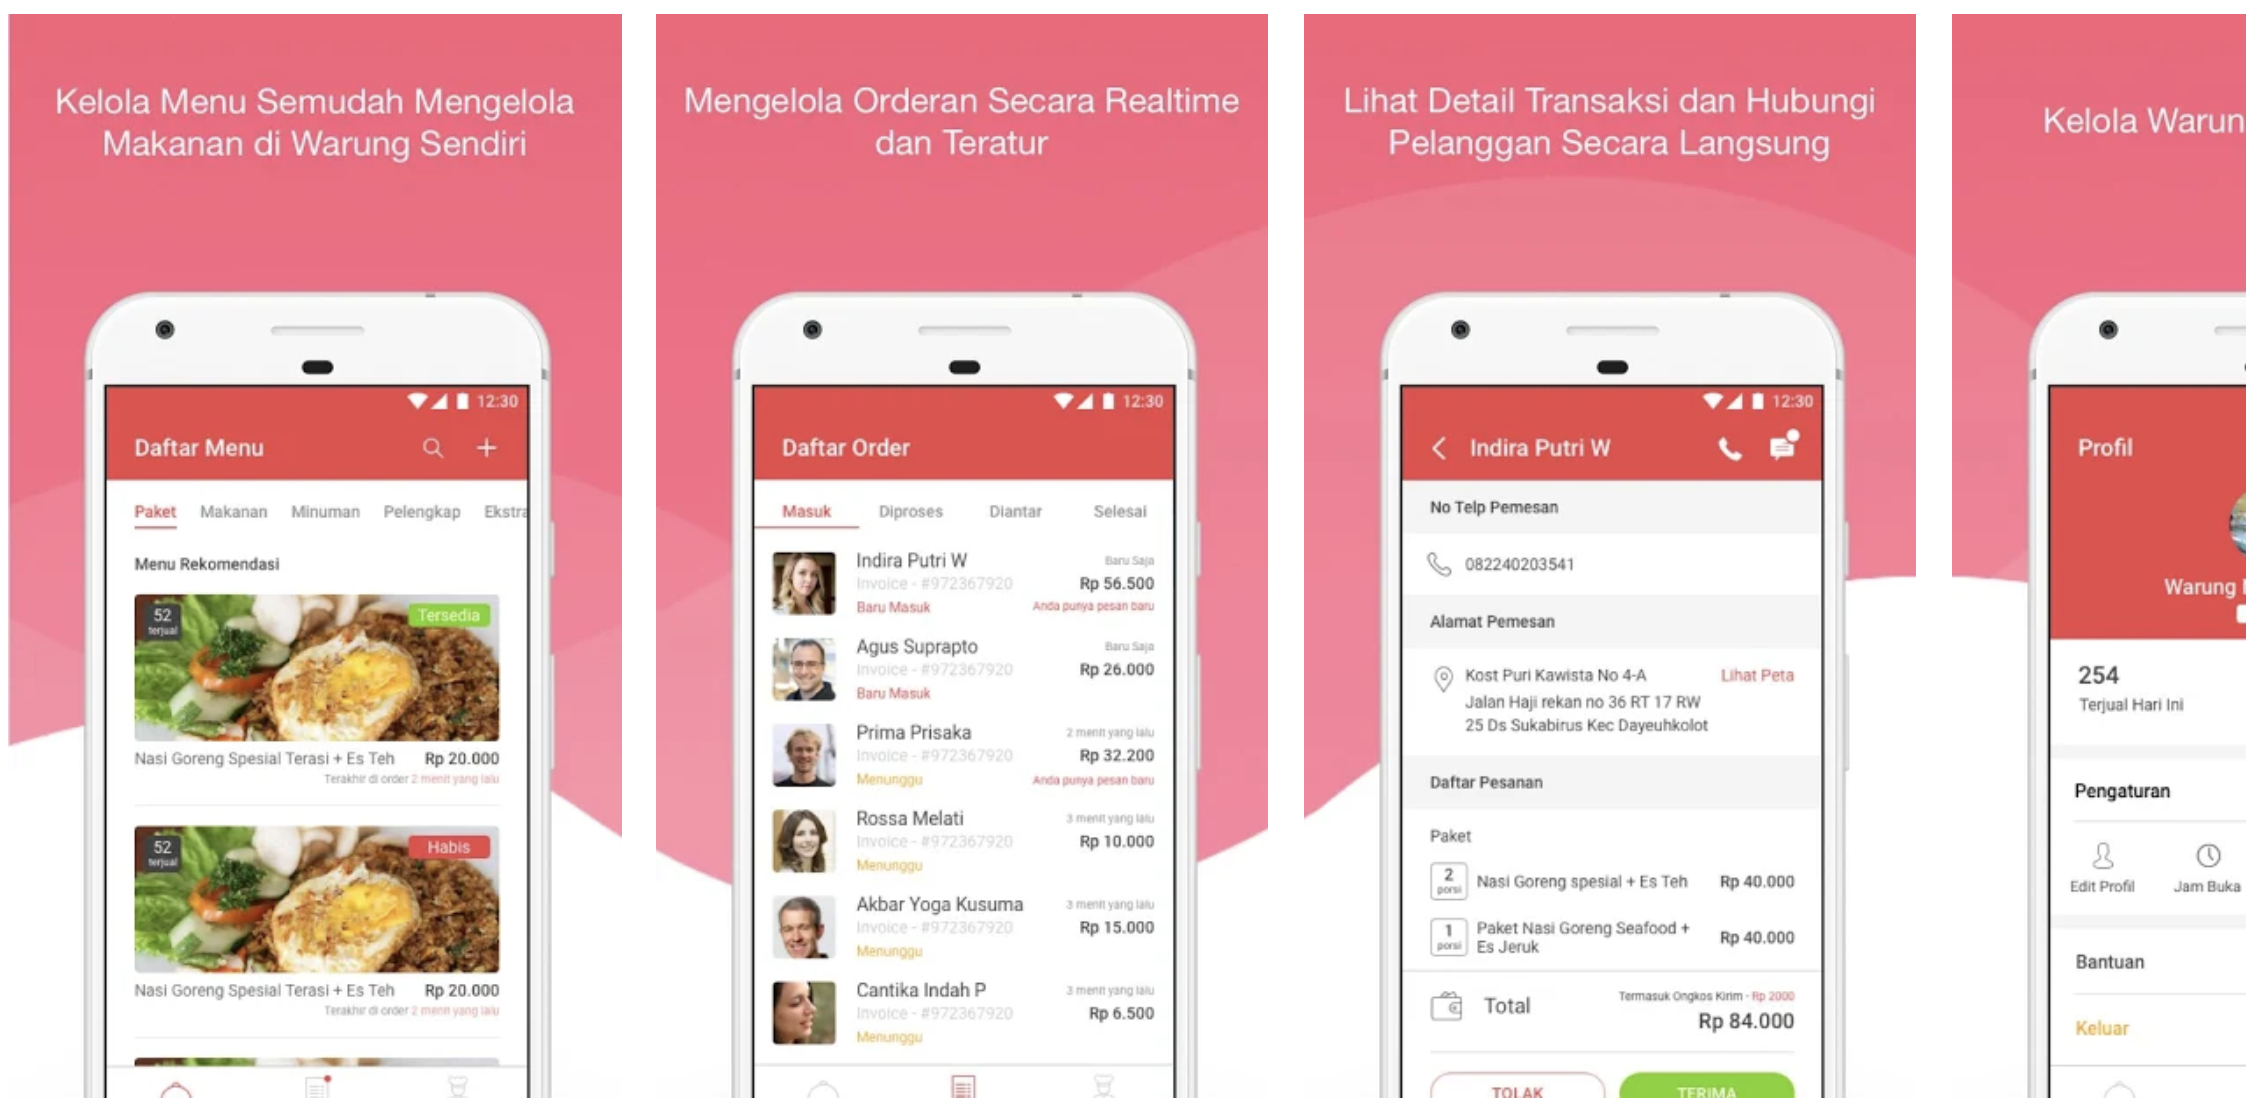 Kelola Menu Semudah Mengelola
Makanan di Warung Sendiri
12:30
Daftar Menu
Paket Makanan Minuman Pelengkap Ekstra
Menu Rekomendasi
52
terjual
Tersedia
Nasi Goreng Spesial Terasi + Es Teh Rp 20.000
Terakhir di order 2 menit yang lalu
52
terjual
Habis
Nasi Goreng Spesial Terasi + Es Teh Rp 20.000
Terakhir di order 2 menit yang lalu
Mengelola Orderan Secara Realtime
dan Teratur
12:30
Daftar Order
Masuk Diproses Diantar Selesai
Indira Putri W Baru Saja
Invoice - #972367920 Rp 56.500
Baru Masuk Anda punya pesan baru
Agus Suprapto Baru Saja
Invoice - #972367920 Rp 26.000
Baru Masuk
Prima Prisaka 2 menit yang lalu
Invoice - #972367920 Rp 32.200
Menunggu Anda punya pesan baru
Rossa Melati 3 menit yang lalu
Invoice - #972367920 Rp 10.000
Menunggu
Akbar Yoga Kusuma 3 menit yang lalu
Invoice - #972367920 Rp 15.000
Menunggu
Cantika Indah P 3 menit yang lalu
Invoice - #972367920 Rp 6.500
Menunggu
Lihat Detail Transaksi dan Hubungi
Pelanggan Secara Langsung
12:30
Indira Putri W
No Telp Pemesan
082240203541
Alamat Pemesan
Kost Puri Kawista No 4-A Lihat Peta
Jalan Haji rekan no 36 RT 17 RW
25 Ds Sukabirus Kec Dayeuhkolot
Daftar Pesanan
Paket
2
porsi
Nasi Goreng spesial + Es Teh Rp 40.000
1
porsi
Paket Nasi Goreng Seafood +
Es Jeruk
Rp 40.000
Total
Termasuk Ongkos Kirim - Rp 2000
Rp 84.000
TOLAK TERIMA
Kelola Warun
Profil
Warung
254
Terjual Hari Ini
Pengaturan
Edit Profil Jam Buka
Bantuan
Keluar